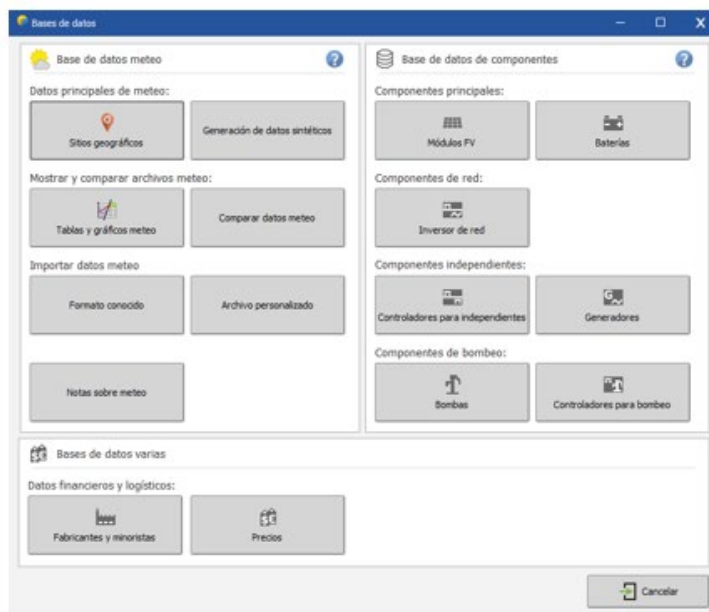 Bases de datos
Base de datos meteo
Datos principales de meteo:
Sitios geográficos
Generación de datos sintéticos
Mostrar y comparar archivos meteo:
Tablas y gráficos meteo
Comparar datos meteo
Importar datos meteo
Formato conocido
Archivo personalizado
Notas sobre meteo
Base de datos de componentes
Componentes principales:
Módulos FV
Baterías
Componentes de red:
Inversor de red
Componentes independientes:
Controladores para independientes
Generadores
Componentes de bombeo:
Bombas
Controladores para bombeo
Bases de datos varias
Datos financieros y logísticos:
Fabricantes y minoristas
Precios
Cancelar